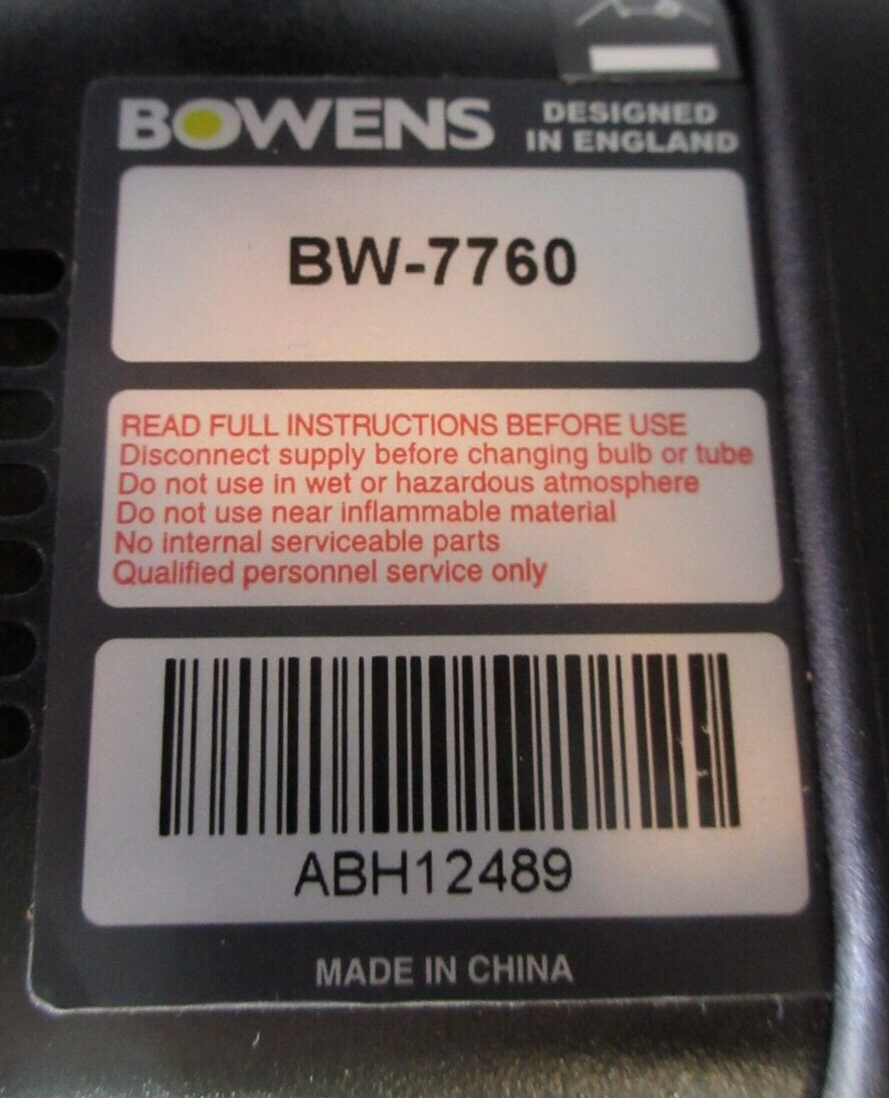 BOWENS
DESIGNED
IN ENGLAND
BW-7760
READ FULL INSTRUCTIONS BEFORE USE
Disconnect supply before changing bulb or tube
Do not use in wet or hazardous atmosphere
Do not use near inflammable material
No internal serviceable parts
Qualified personnel service only
ABH12489
MADE IN CHINA